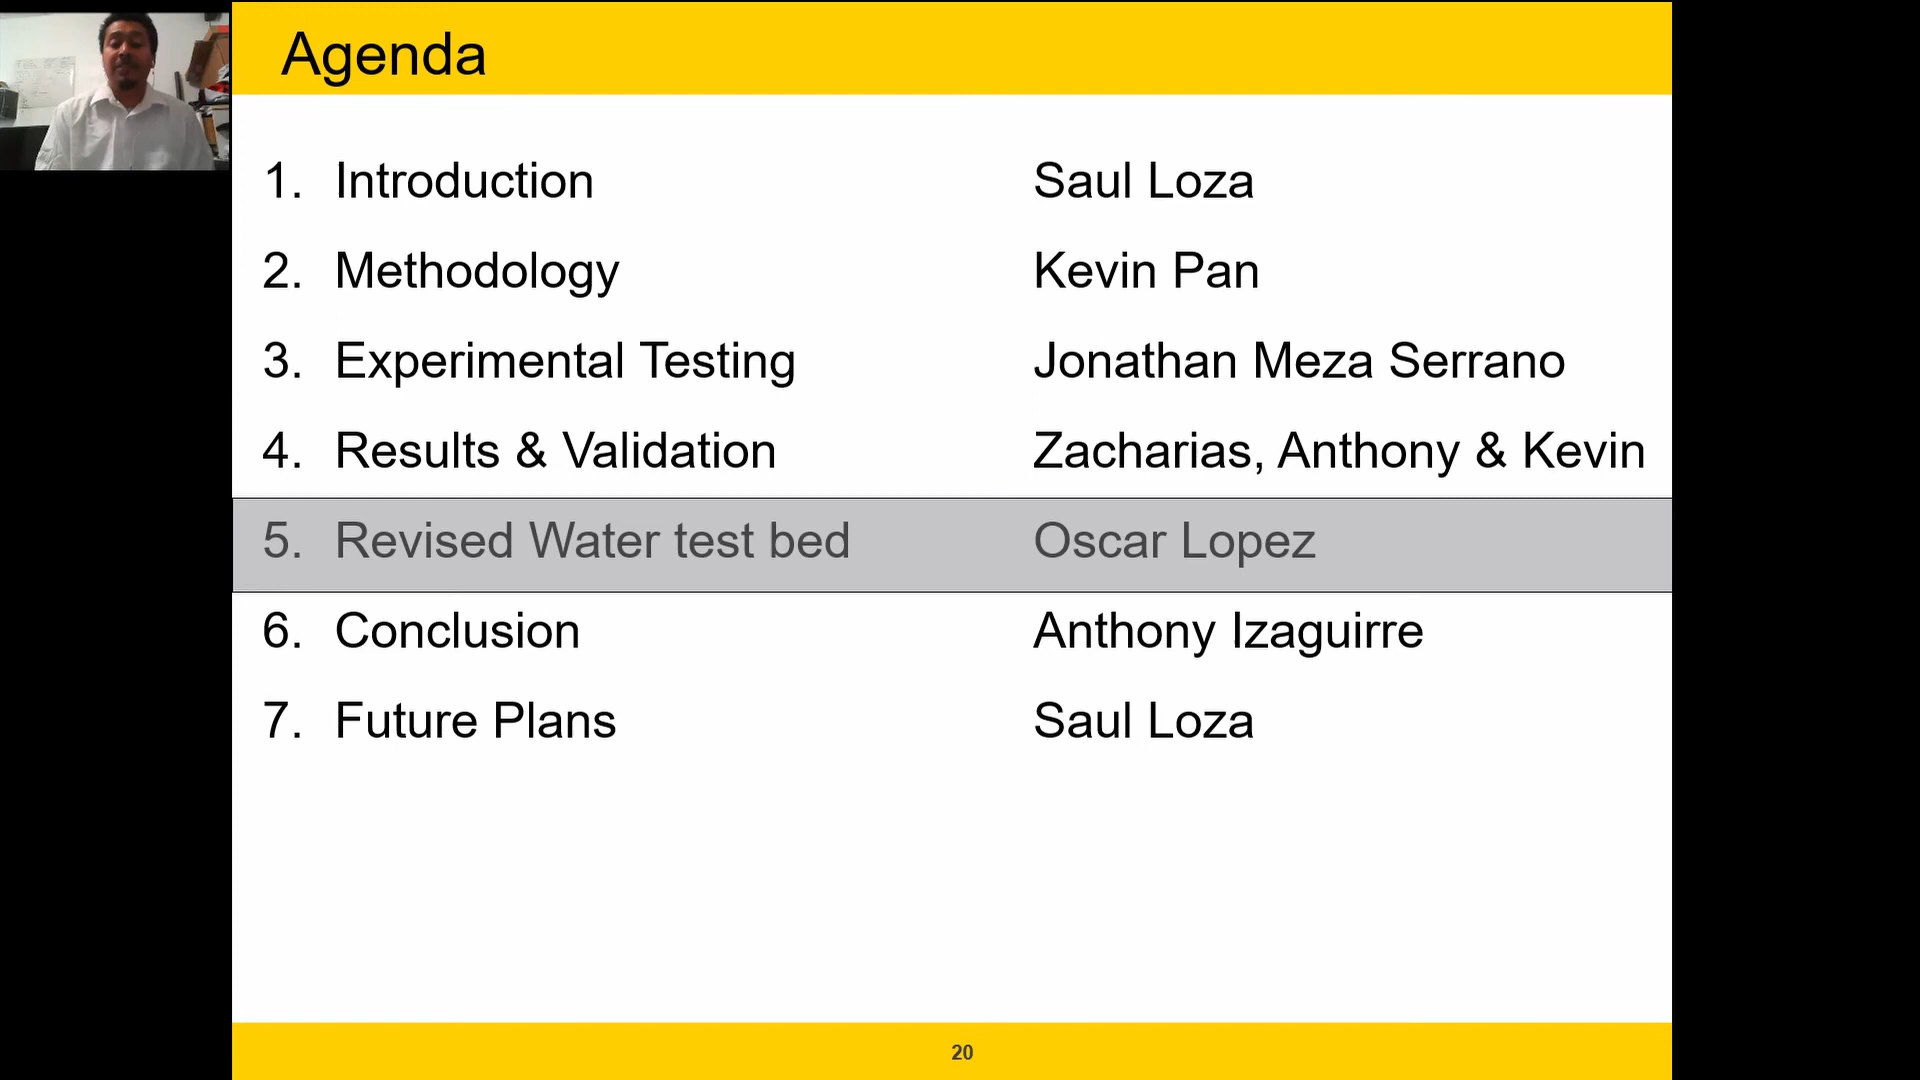 Agenda
1. Introduction Saul Loza
2. Methodology Kevin Pan
3. Experimental Testing Jonathan Meza Serrano
4. Results & Validation Zacharias, Anthony & Kevin
5. Revised Water test bed Oscar Lopez
6. Conclusion Anthony Izaguirre
7. Future Plans Saul Loza
20